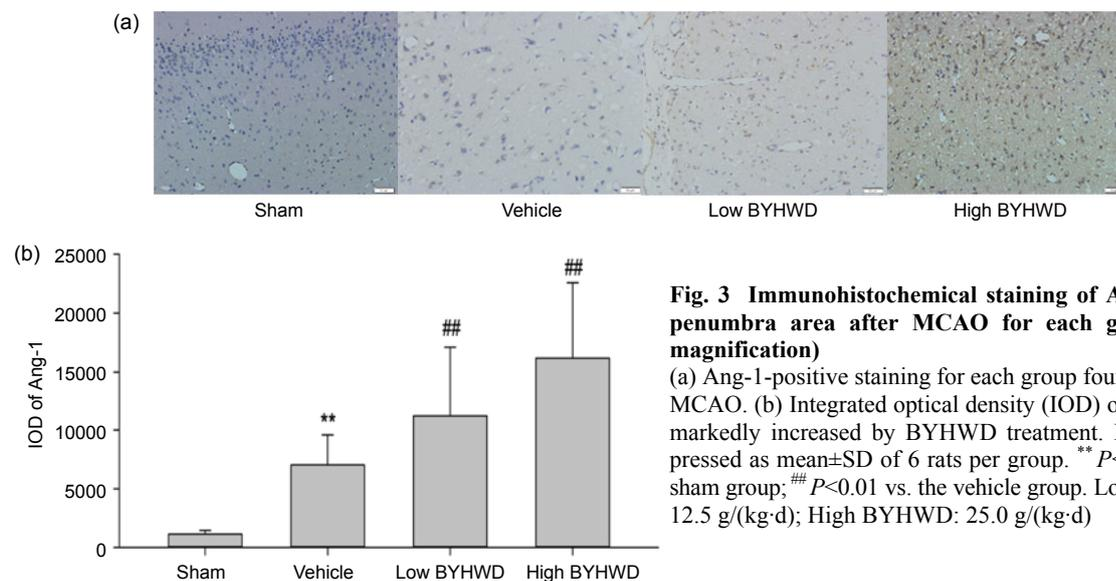 (a)
Sham Vehicle Low BYHWD High BYHWD
(b)
25000
20000
15000
10000
5000
0
IOD of Ang-1
**
##
##
Sham Vehicle Low BYHWD High BYHWD
Fig. 3 Immunohistochemical staining of
penumbra area after MCAO for each
magnification)
(a) Ang-1-positive staining for each group
MCAO. (b) Integrated optical density (IOD)
markedly increased by BYHWD treatment.
pressed as mean±SD of 6 rats per group. **P<
sham group; ##P<0.01 vs. the vehicle group.
12.5 g/(kg·d); High BYHWD: 25.0 g/(kg·d)